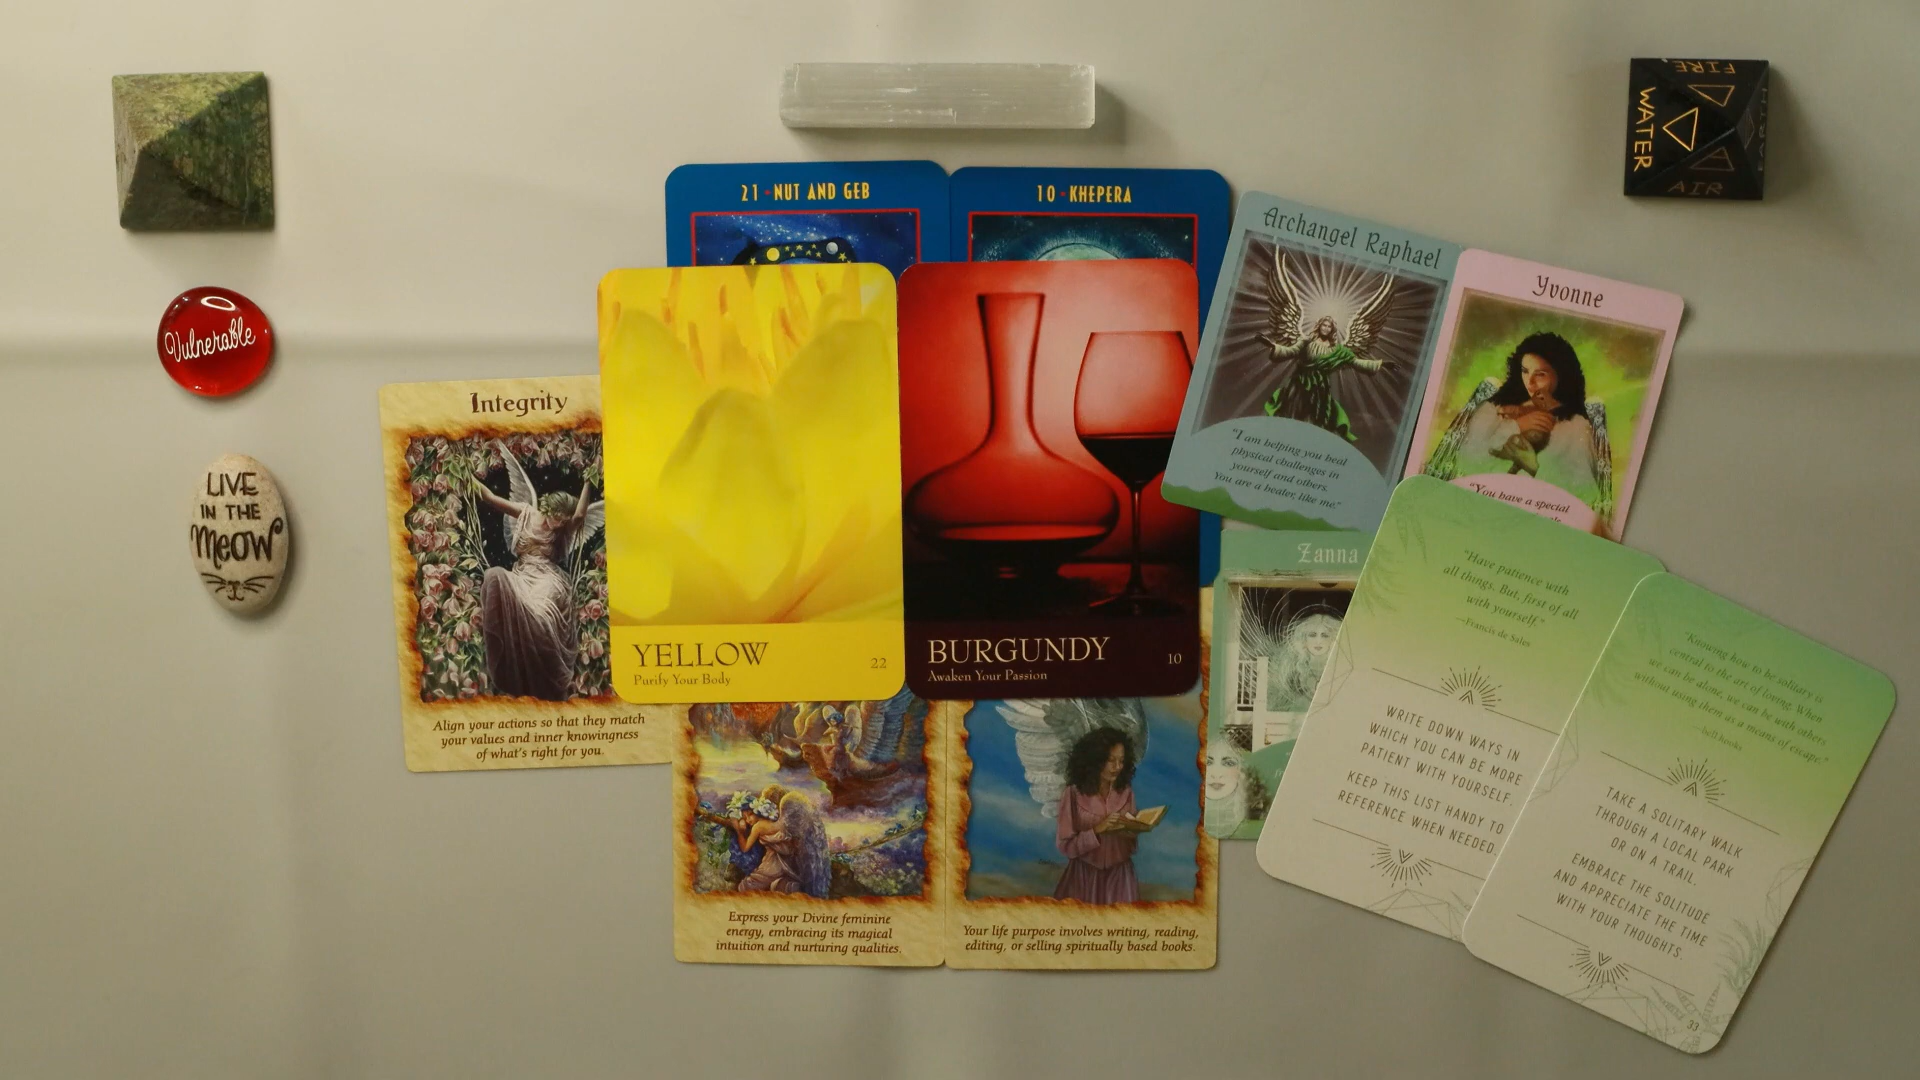 FIRE
WATER
EARTH
AIR
21 • NUT AND GEB
10 • KHEPERA
Vulnerable
LIVE
IN THE
MEOW
Integrity
Align your actions so that they match
your values and inner knowingness
of what's right for you.
YELLOW
Purify Your Body
22
BURGUNDY
Awaken Your Passion
10
Archangel Raphael
"I am helping you heal
physical challenges in
yourself and others.
You are a healer, like me."
Yvonne
"You have a special
Zanna
Express your Divine feminine
energy, embracing its magical
intuition and nurturing qualities.
Your life purpose involves writing, reading,
editing, or selling spiritually based books.
"Have patience with
all things. But, first of all
with yourself."
—Francis de Sales
WRITE DOWN WAYS IN
WHICH YOU CAN BE MORE
PATIENT WITH YOURSELF.
KEEP THIS LIST HANDY TO
REFERENCE WHEN NEEDED.
"Knowing how to be solitary is
central to the art of loving. When
we can be alone, we can be with others
without using them as a means of escape."
—bell hooks
TAKE A SOLITARY WALK
THROUGH A LOCAL PARK
OR ON A TRAIL.
EMBRACE THE SOLITUDE
AND APPRECIATE THE TIME
WITH YOUR THOUGHTS.
33